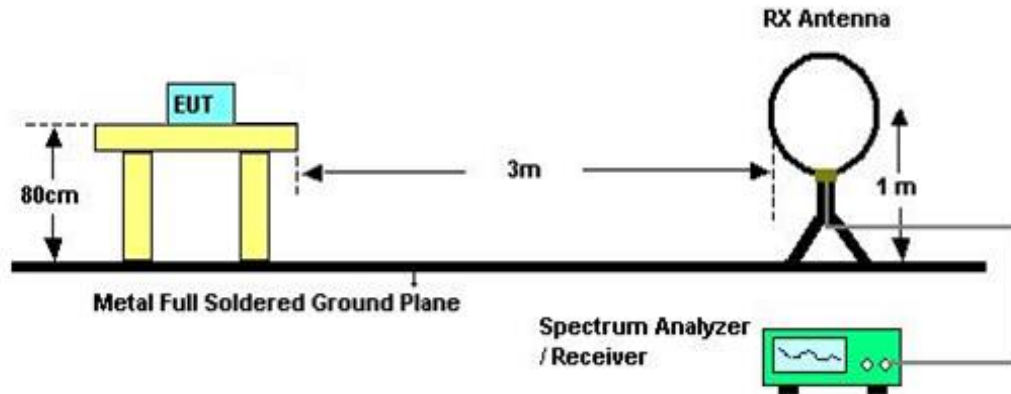 RX Antenna
EUT
80cm
3m
1 m
Metal Full Soldered Ground Plane
Spectrum Analyzer
/ Receiver